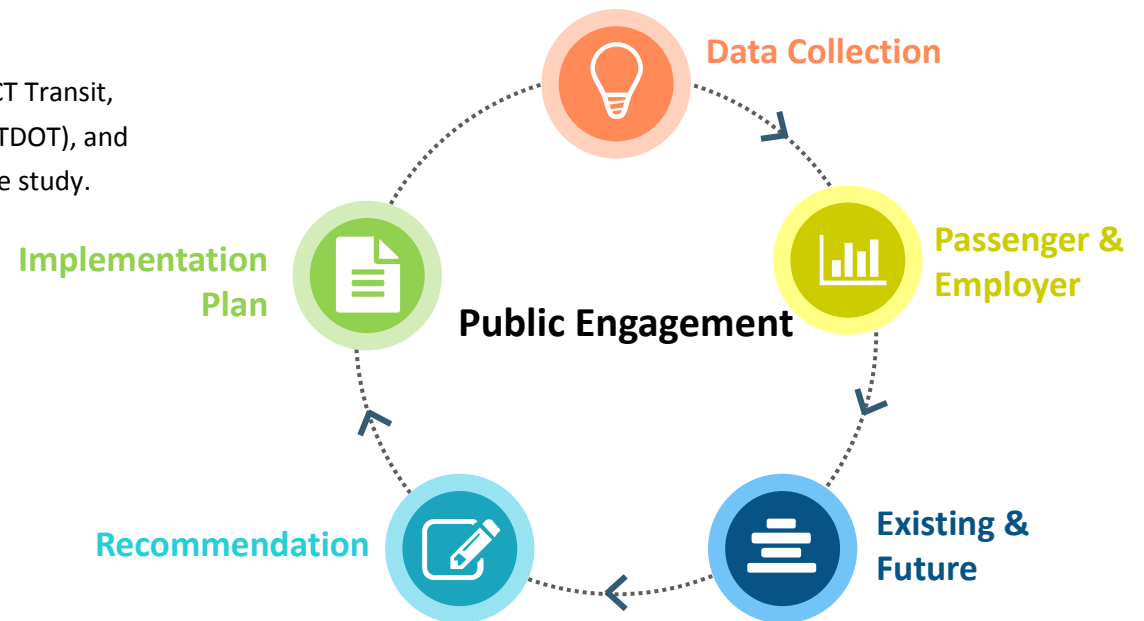 CT Transit,
TDOT), and
e study.
Data Collection
Passenger &
Employer
Public Engagement
Implementation
Plan
Existing &
Future
Recommendation